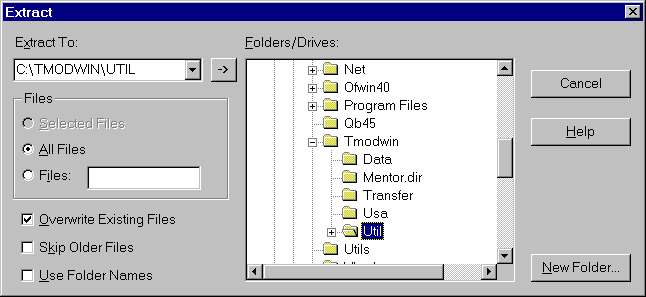 Extract
Extract To:
C:\TMODWIN\UTIL
->
Files
Selected Files
All Files
Files:
Overwrite Existing Files
Skip Older Files
Use Folder Names
Folders/Drives:
Net
Ofwin40
Program Files
Qb45
Tmodwin
Data
Mentor.dir
Transfer
Usa
Util
Utils
Cancel
Help
New Folder...